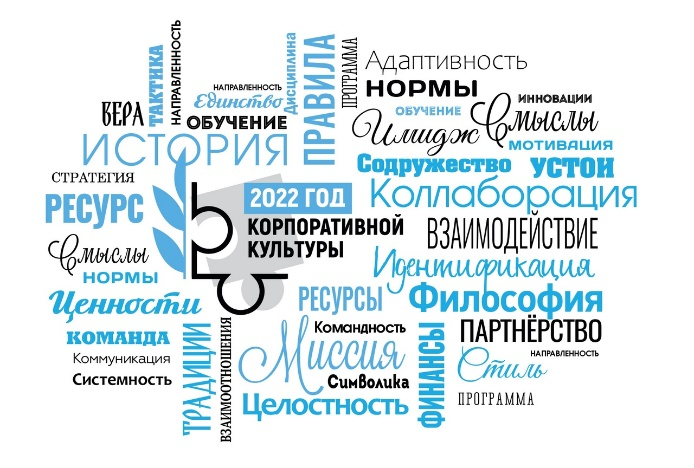 ВЕРА
ТАКТИКА
НАПРАВЛЕННОСТЬ
НАПРАВЛЕННОСТЬ
Единство
ОБУЧЕНИЕ
Дисциплина
ПРАВИЛА
ПРОГРАММА
Адаптивность
НОРМЫ
ОБУЧЕНИЕ
ИННОВАЦИИ
Имидж
Смыслы
МОТИВАЦИЯ
ИСТОРИЯ
Содружество
УСТОИ
СТРАТЕГИЯ
РЕСУРС
2022 ГОД
КОРПОРАТИВНОЙ
КУЛЬТУРЫ
Коллаборация
ВЗАИМОДЕЙСТВИЕ
Смыслы
НОРМЫ
Идентификация
Ценности
РЕСУРСЫ
Философия
КОМАНДА
Коммуникация
Системность
ТРАДИЦИИ
ВЗАИМООТНОШЕНИЯ
Командность
Миссия
Символика
Целостность
ФИНАНСЫ
ПАРТНЁРСТВО
НАПРАВЛЕННОСТЬ
Стиль
ПРОГРАММА